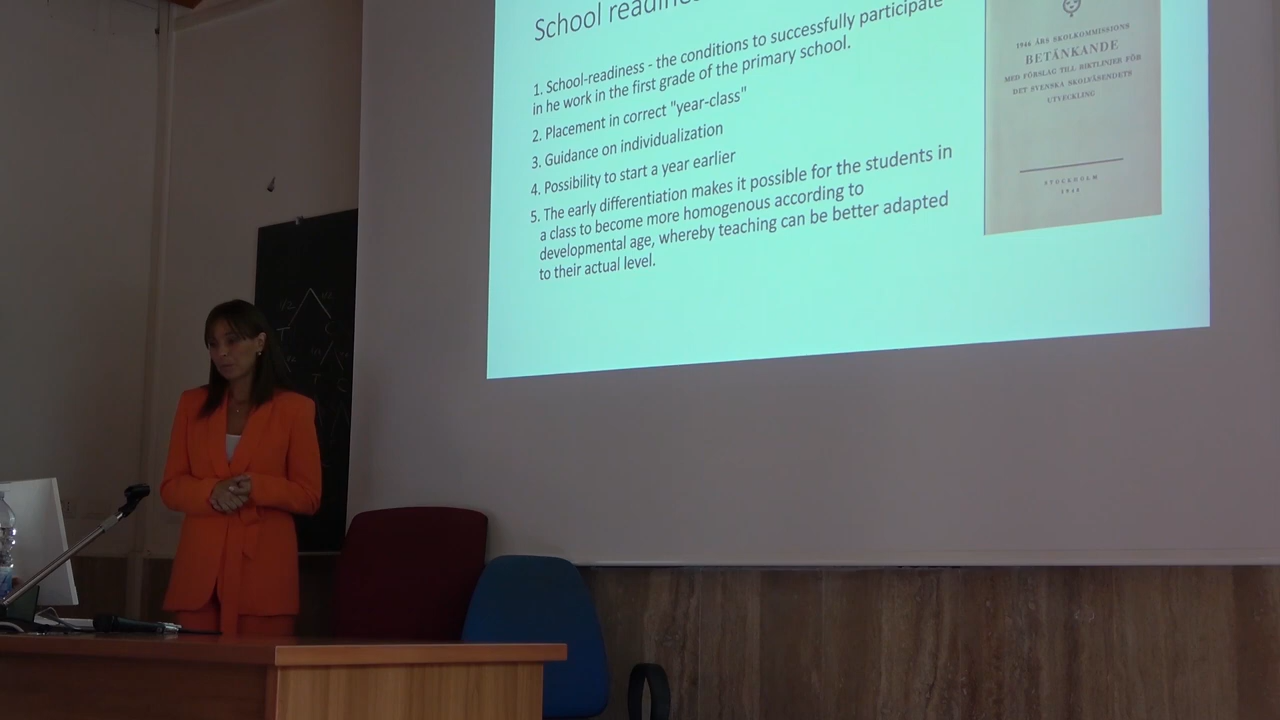 School readine
1. School-readiness - the conditions to successfully participate
in he work in the first grade of the primary school.
2. Placement in correct "year-class"
3. Guidance on individualization
4. Possibility to start a year earlier
5. The early differentiation makes it possible for the students in
a class to become more homogenous according to
developmental age, whereby teaching can be better adapted
to their actual level.
1946 ÅRS SKOLKOMMISSIONS
BETÄNKANDE
MED FÖRSLAG TILL RIKTLINJER FÖR
DET SVENSKA SKOLVÄSENDETS
UTVECKLING
STOCKHOLM
1948